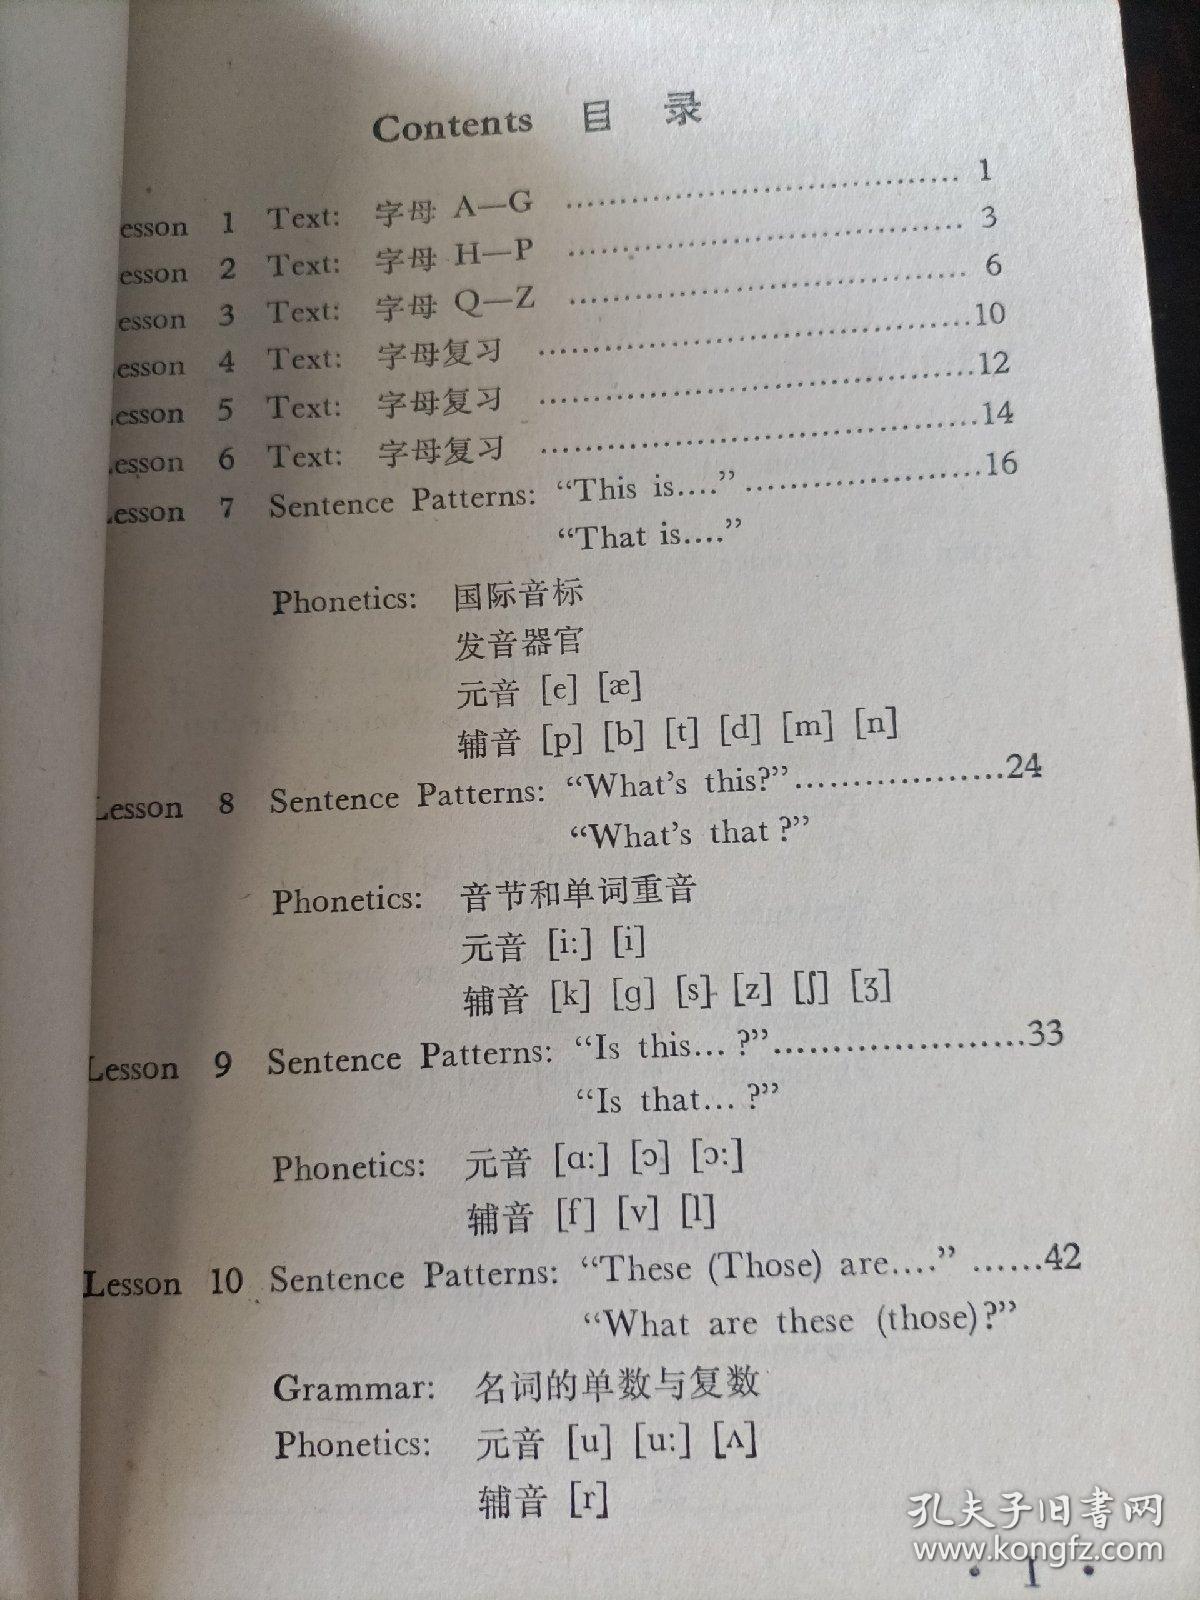 Contents 目 录
esson 1 Text: 字母 A—G ........................................ 1
esson 2 Text: 字母 H—P ........................................ 3
esson 3 Text: 字母 Q—Z ........................................ 6
esson 4 Text: 字母复习 ........................................10
esson 5 Text: 字母复习 ........................................12
esson 6 Text: 字母复习 ........................................14
Lesson 7 Sentence Patterns: “This is....” ......................16
“That is....”
Phonetics: 国际音标
发音器官
元音 [e] [æ]
辅音 [p] [b] [t] [d] [m] [n]
Lesson 8 Sentence Patterns: “What's this?”..................24
“What's that?”
Phonetics: 音节和单词重音
元音 [i:] [i]
辅音 [k] [g] [s] [z] [ʃ] [ʒ]
Lesson 9 Sentence Patterns: “Is this... ?”......................33
“Is that... ?”
Phonetics: 元音 [ɑ:] [ɔ] [ɔ:]
辅音 [f] [v] [l]
Lesson 10 Sentence Patterns: “These (Those) are....” ......42
“What are these (those)?”
Grammar: 名词的单数与复数
Phonetics: 元音 [u] [u:] [ʌ]
辅音 [r]
孔夫子旧书网
www.kongfz.com
• 1 •